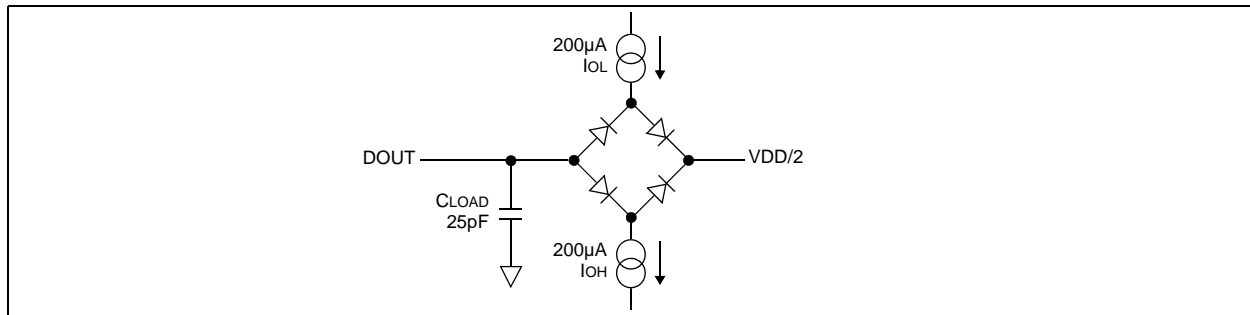 200µA
IOL
DOUT
VDD/2
CLOAD
25pF
200µA
IOH